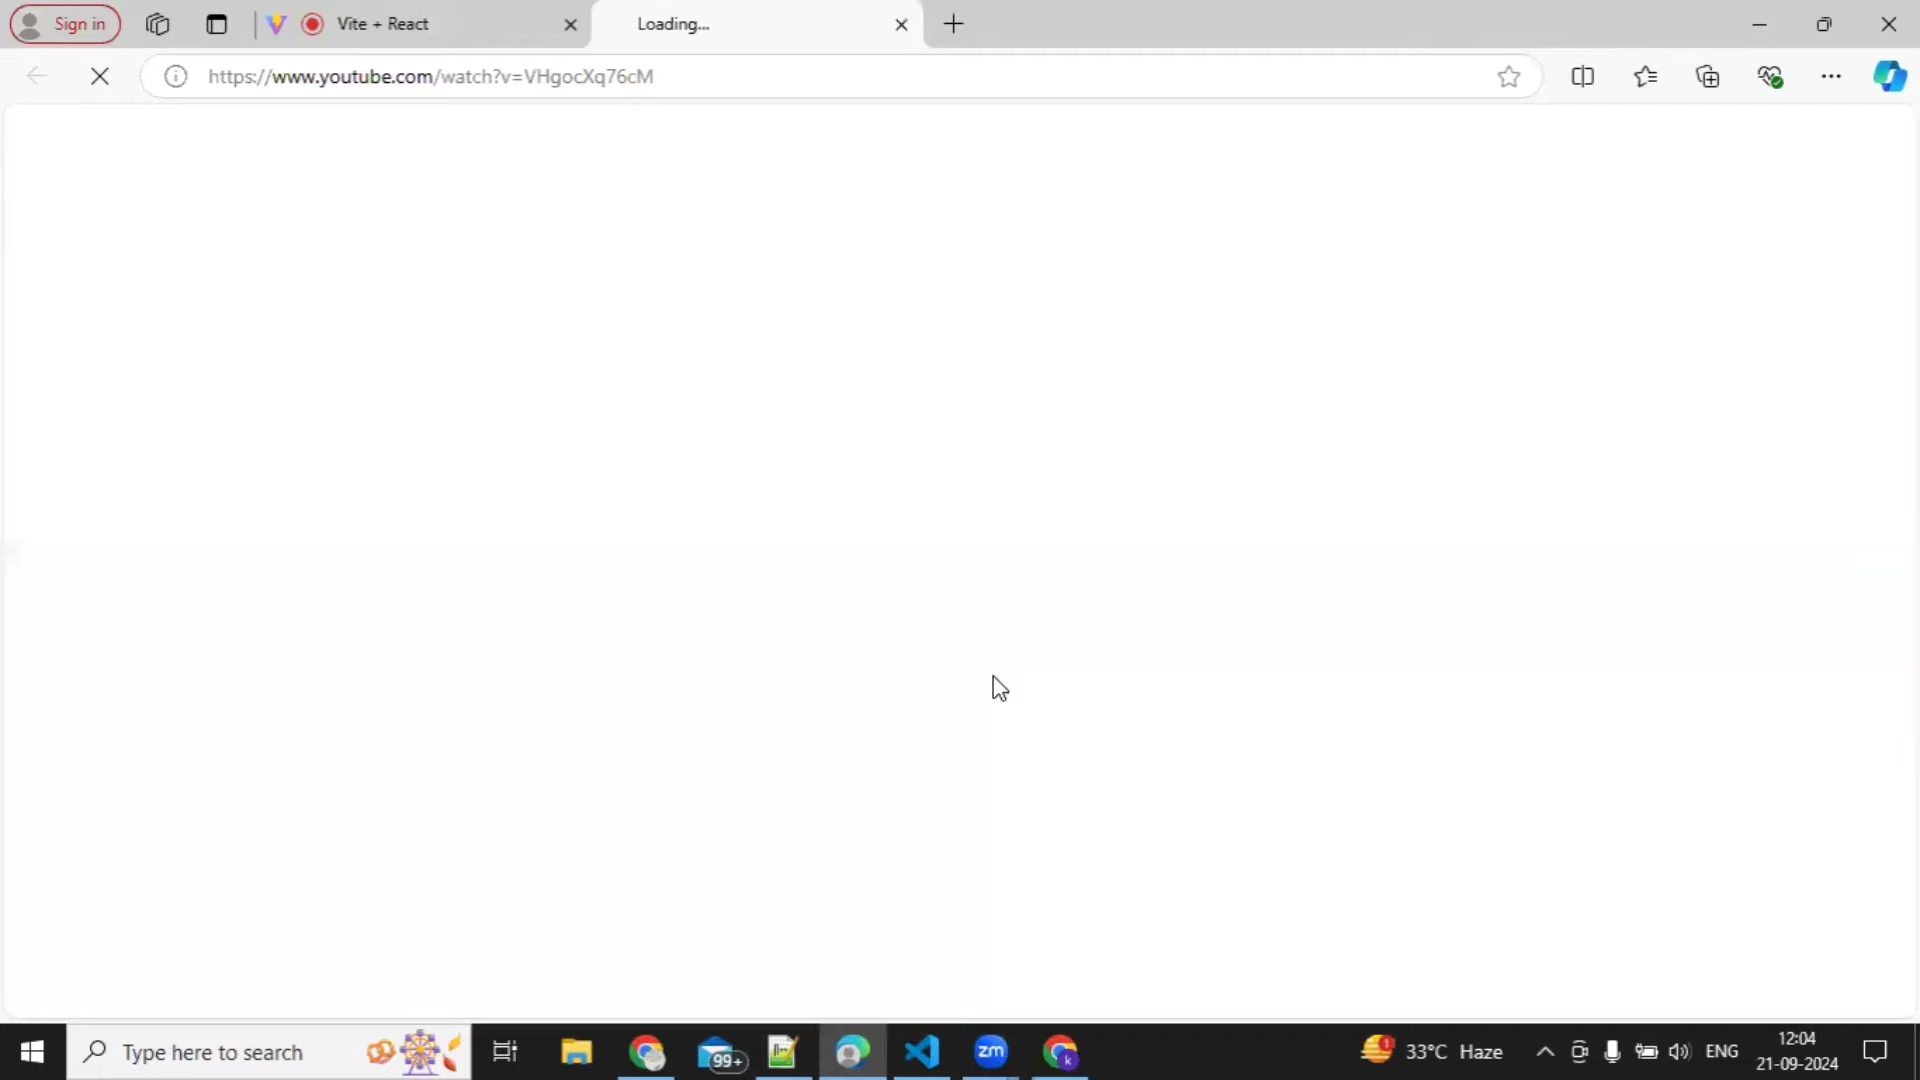 Sign in
Vite + React
Loading...
https://www.youtube.com/watch?v=VHgocXq76cM
Type here to search
99+
zm
k
1
33°C Haze
ENG
12:04
21-09-2024